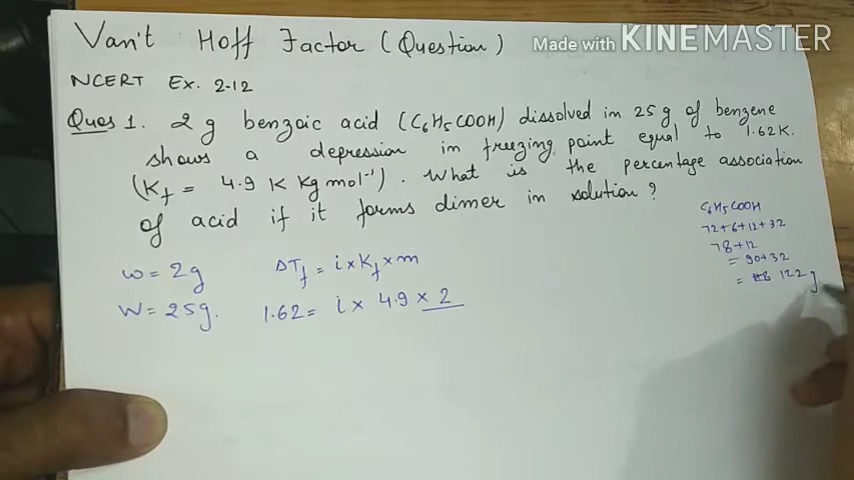 Van't Hoff Factor (Question)
Made with KINEMASTER
NCERT Ex. 2-12
Ques 1. 2 g benzoic acid (C₆H₅COOH) dissolved in 25 g of benzene
shows a depression in freezing point equal to 1.62K.
(Kf = 4.9 K Kg mol⁻¹). What is the percentage association
of acid if it forms dimer in solution?
w = 2g
W = 25g.
ΔTf = i × Kf × m
1.62 = i × 4.9 × 2
C₆H₅COOH
72+6+12+32
78+12
= 90+32
= 122g